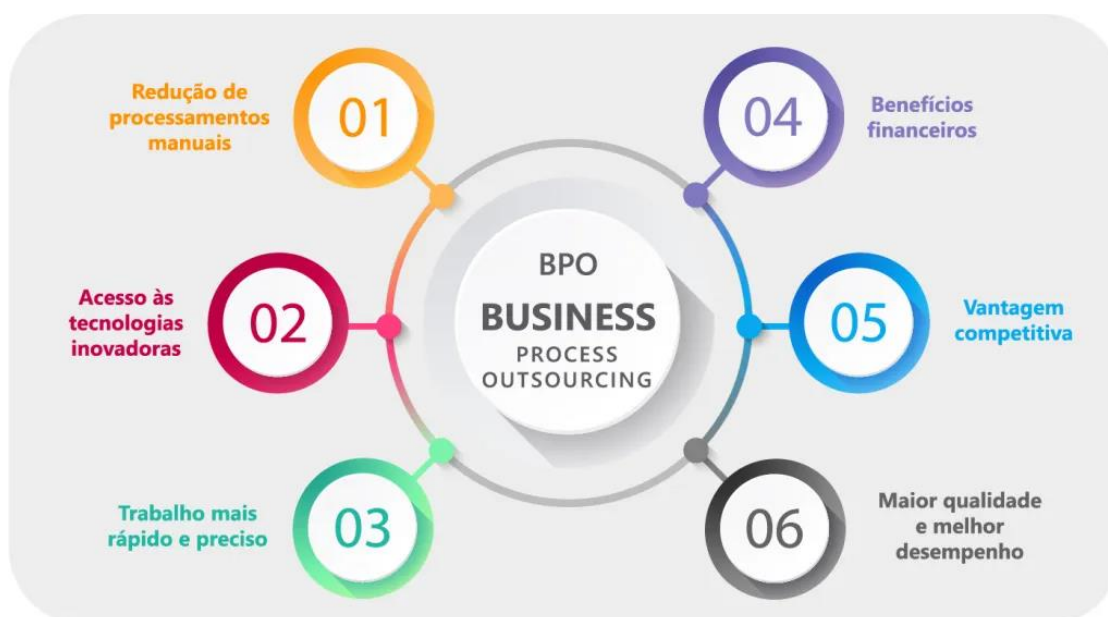 01
Redução de
processamentos
manuais
02
Acesso às
tecnologias
inovadoras
03
Trabalho mais
rápido e preciso
BPO
BUSINESS
PROCESS
OUTSOURCING
04
Benefícios
financeiros
05
Vantagem
competitiva
06
Maior qualidade
e melhor
desempenho